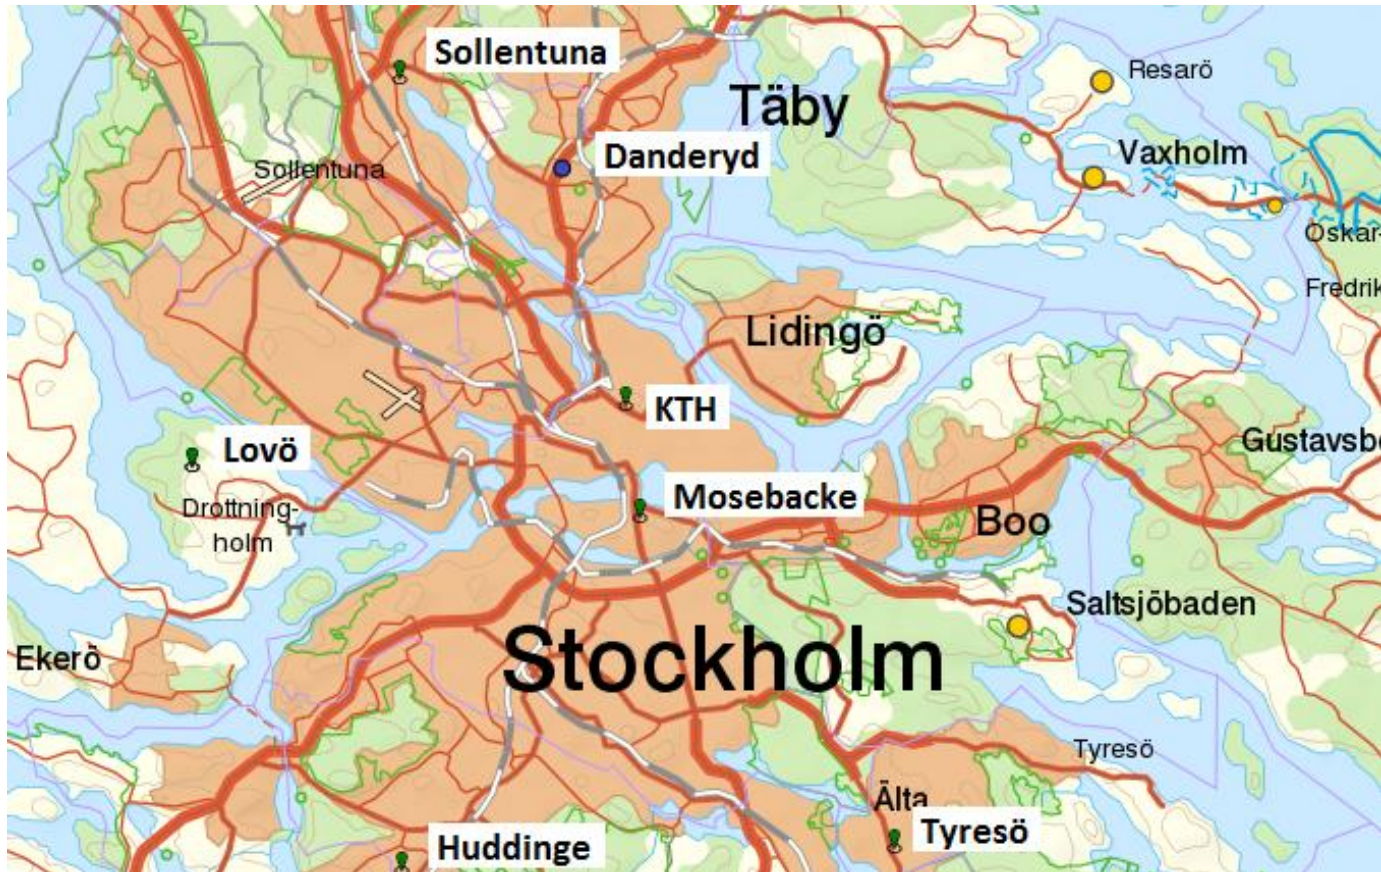 Sollentuna
Resarö
Täby
Vaxholm
Danderyd
Sollentuna
Oskar-
Fredrik
Lidingö
KTH
Gustavsbe
Lovö
Mosebacke
Drottning-
holm
Boo
Saltsjöbaden
Stockholm
Ekerö
Tyresö
Älta
Tyresö
Huddinge